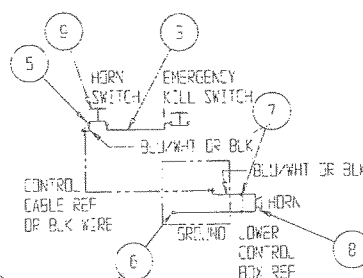 9
3
5
HORN
SWITCH
EMERGENCY
KILL SWITCH
7
BLU/WHT OR BLK
BLU/WHT OR BLK
CONTROL
CABLE REF
OR BLK WIRE
HORN
GROUND
LOWER
CONTROL
BOX REF
6
8